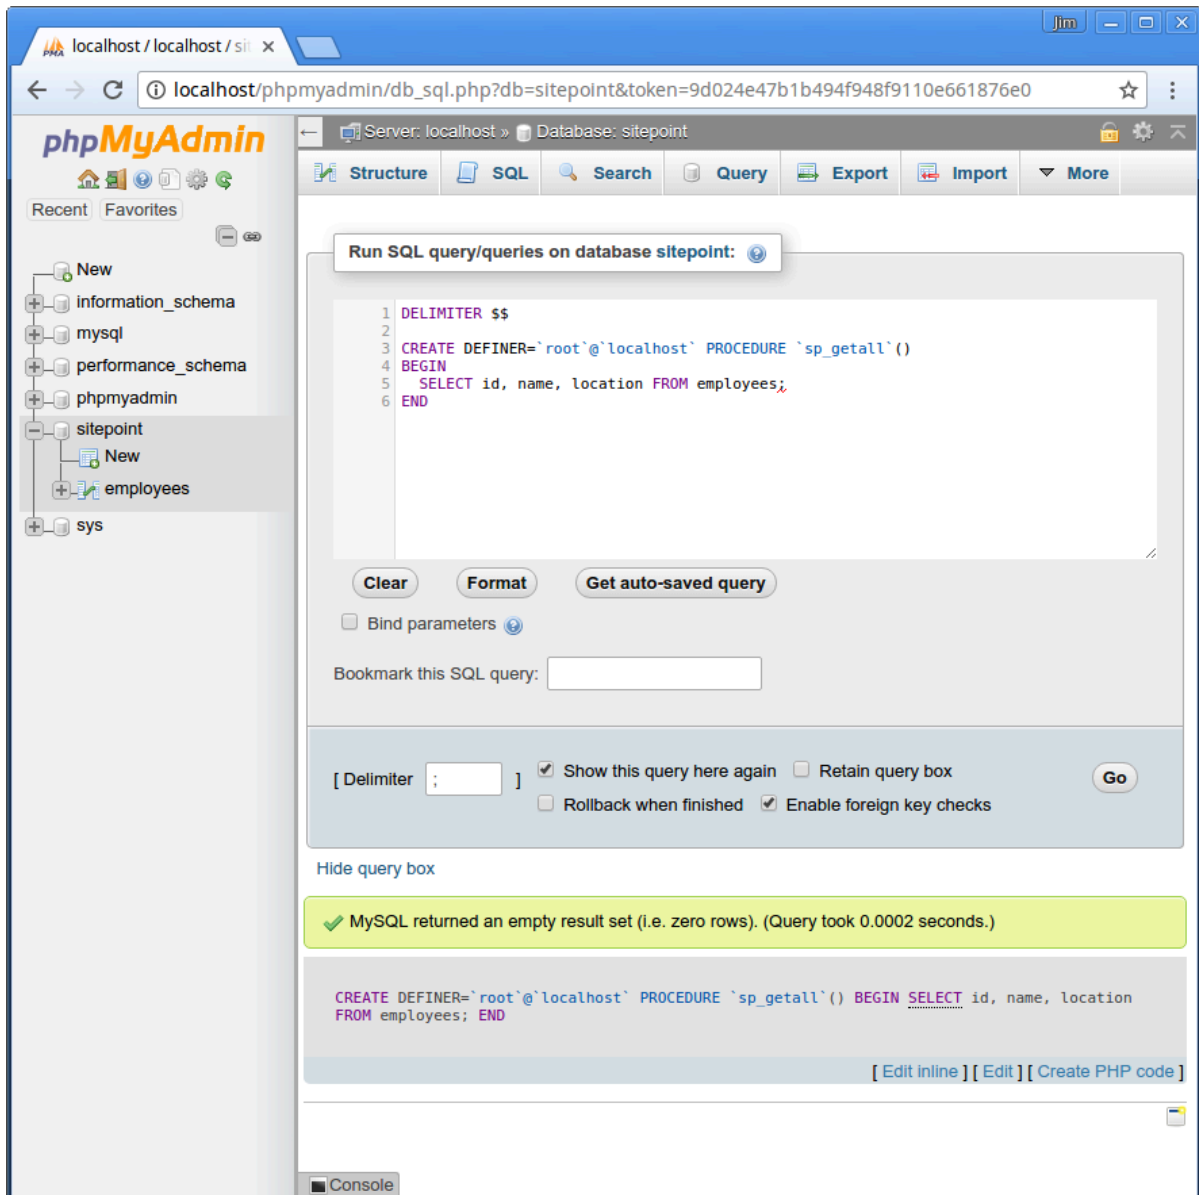 Jim
localhost / localhost / si
localhost/phpmyadmin/db_sql.php?db=sitepoint&token=9d024e47b1b494f948f9110e661876e0
phpMyAdmin
Recent Favorites
New
information_schema
mysql
performance_schema
phpmyadmin
sitepoint
New
employees
sys
Server: localhost » Database: sitepoint
Structure SQL Search Query Export Import More
Run SQL query/queries on database sitepoint:
1 DELIMITER $$
2
3 CREATE DEFINER=`root`@`localhost` PROCEDURE `sp_getall`()
4 BEGIN
5 SELECT id, name, location FROM employees;
6 END
Clear Format Get auto-saved query
Bind parameters
Bookmark this SQL query:
[ Delimiter ; ] Show this query here again Retain query box Go
Rollback when finished Enable foreign key checks
Hide query box
MySQL returned an empty result set (i.e. zero rows). (Query took 0.0002 seconds.)
CREATE DEFINER=`root`@`localhost` PROCEDURE `sp_getall`() BEGIN SELECT id, name, location
FROM employees; END
[ Edit inline ] [ Edit ] [ Create PHP code ]
Console